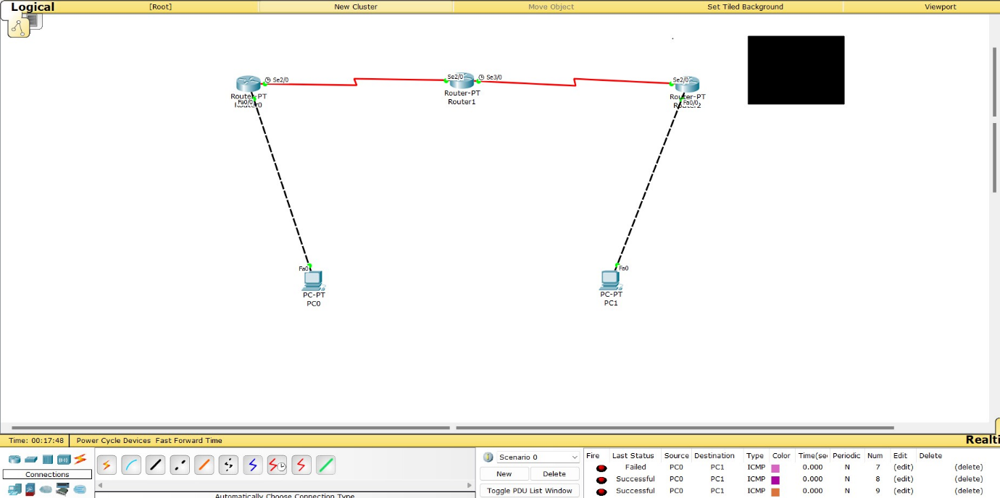 Logical [Root] New Cluster Move Object Set Tiled Background Viewport
Se2/0 Se2/0 Se3/0 Se2/0
Router-PT Router-PT Router-PT
Fa0/0 Router1 Fa0/0
Fa0 Fa0
PC-PT PC-PT
PC0 PC1
Time: 00:17:48 Power Cycle Devices Fast Forward Time Realti
Scenario 0 Fire Last Status Source Destination Type Color Time(sec Periodic Num Edit Delete
Failed PC0 PC1 ICMP 0.000 N 7 (edit) (delete)
Connections New Delete Successful PC0 PC1 ICMP 0.000 N 8 (edit) (delete)
Toggle PDU List Window Successful PC0 PC1 ICMP 0.000 N 9 (edit) (delete)
Automatically Choose Connection Type